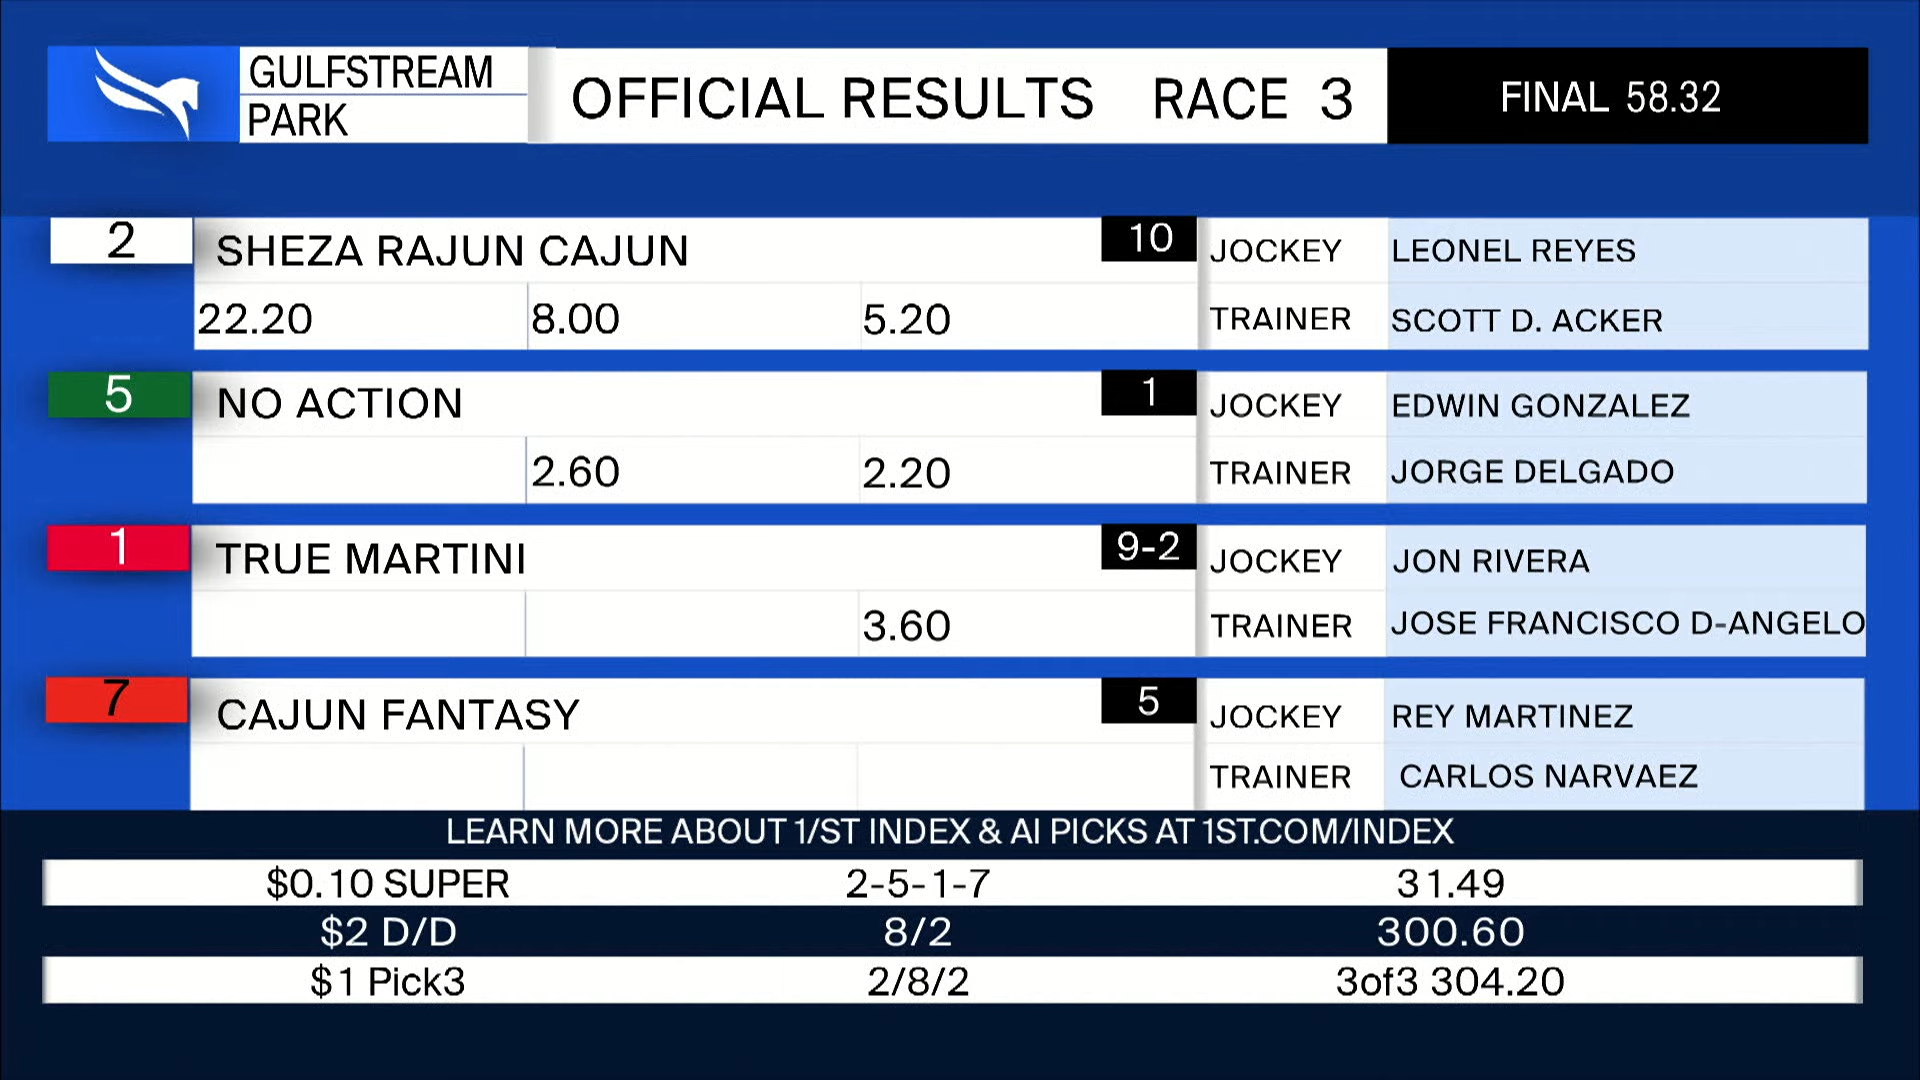 GULFSTREAM
PARK
OFFICIAL RESULTS RACE 3
FINAL 58.32
2 SHEZA RAJUN CAJUN 10 JOCKEY LEONEL REYES
22.20 8.00 5.20 TRAINER SCOTT D. ACKER
5 NO ACTION 1 JOCKEY EDWIN GONZALEZ
2.60 2.20 TRAINER JORGE DELGADO
1 TRUE MARTINI 9-2 JOCKEY JON RIVERA
3.60 TRAINER JOSE FRANCISCO D-ANGELO
7 CAJUN FANTASY 5 JOCKEY REY MARTINEZ
TRAINER CARLOS NARVAEZ
LEARN MORE ABOUT 1/ST INDEX & AI PICKS AT 1ST.COM/INDEX
$0.10 SUPER 2-5-1-7 31.49
$2 D/D 8/2 300.60
$1 Pick3 2/8/2 3of3 304.20